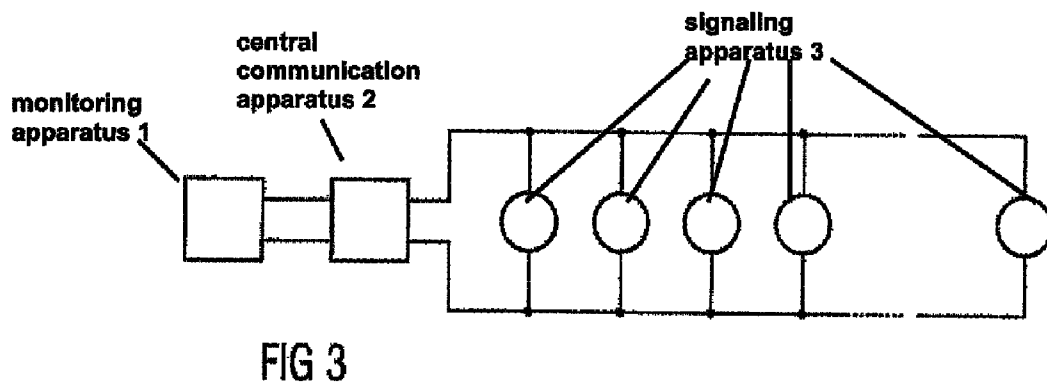 signaling
apparatus 3
central
communication
apparatus 2
monitoring
apparatus 1
FIG 3